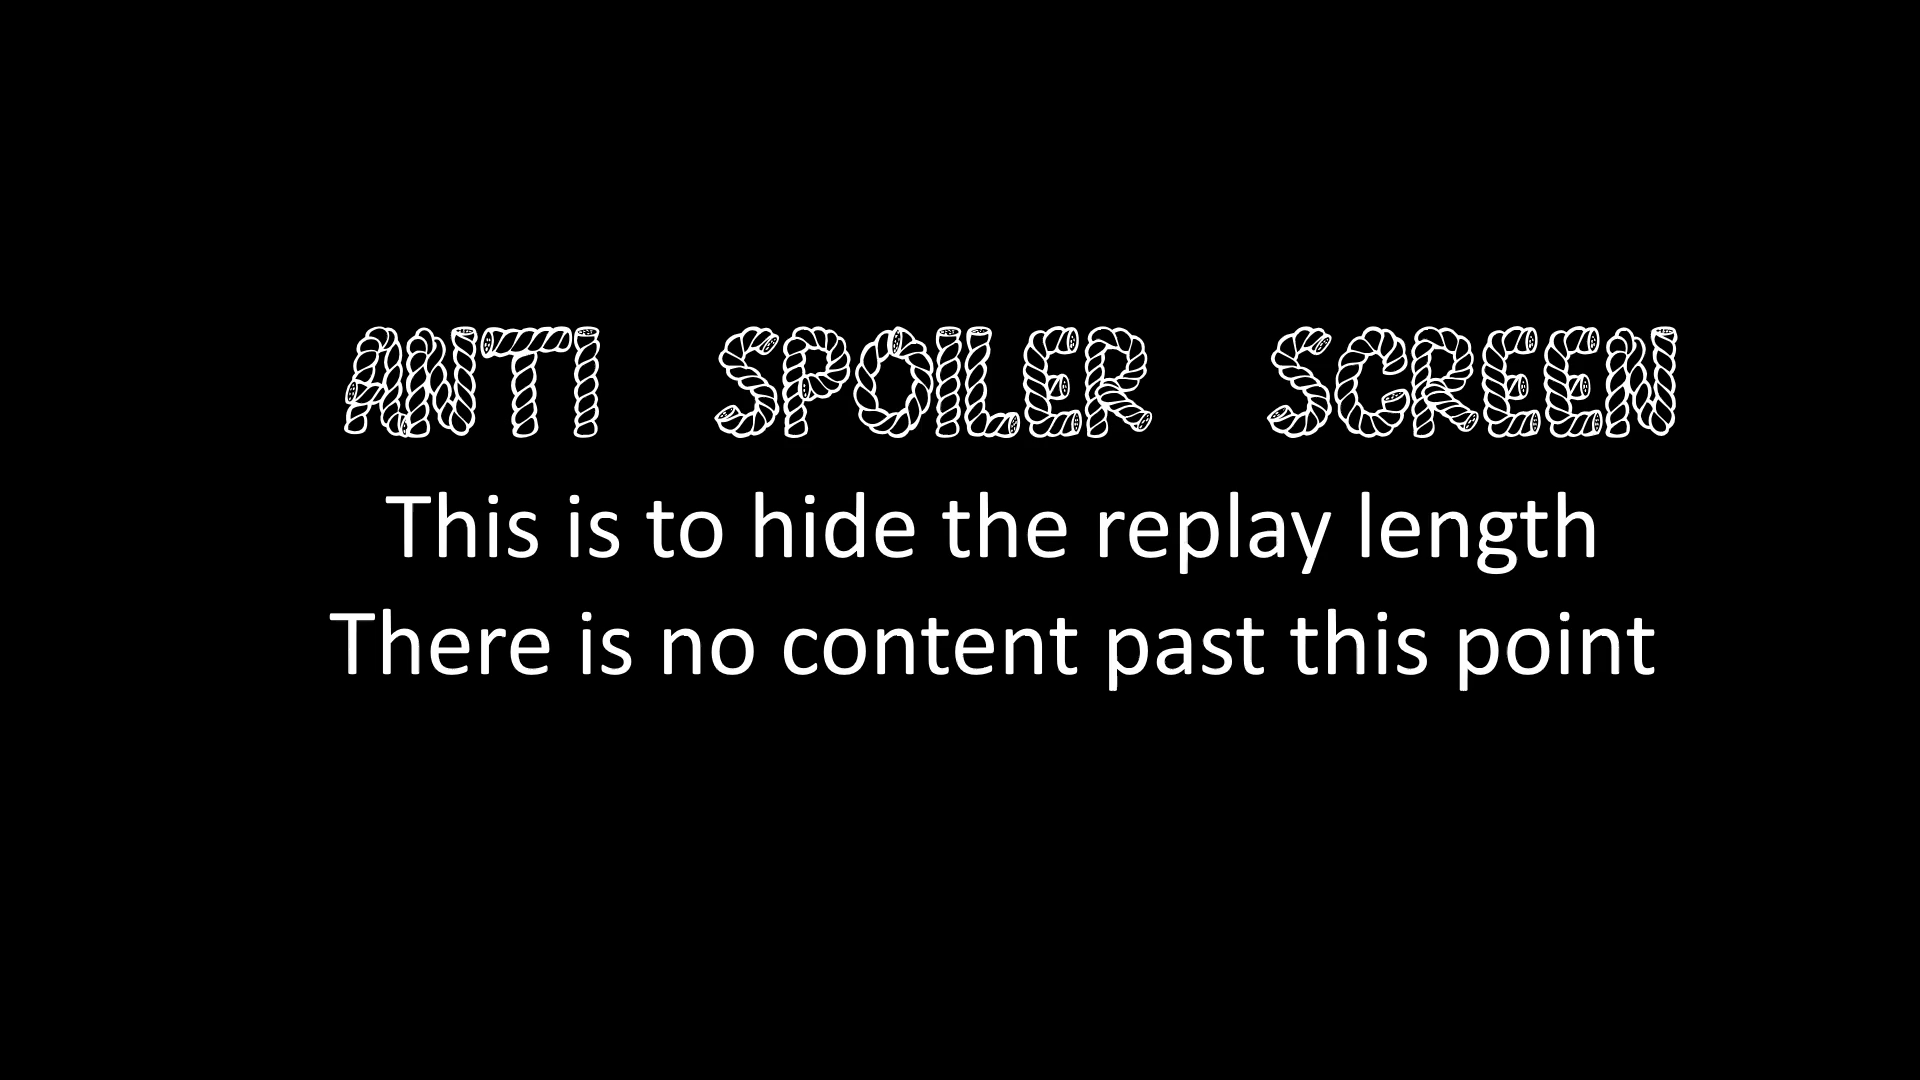 ANTI SPOILER SCREEN
This is to hide the replay length
There is no content past this point